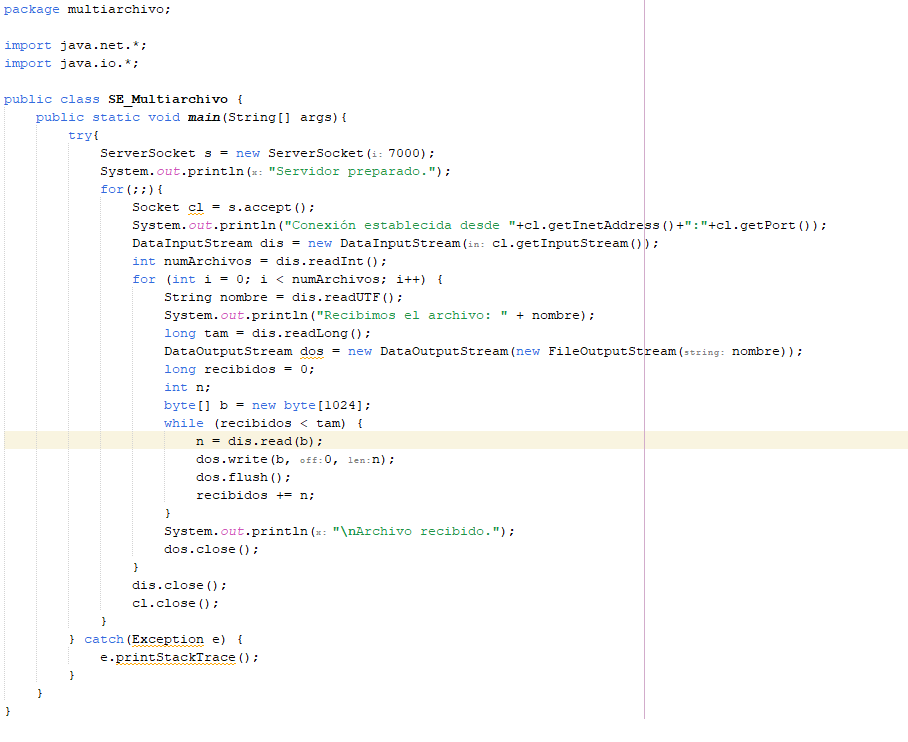 package multiarchivo;
import java.net.*;
import java.io.*;
public class SE_Multiarchivo {
public static void main(String[] args){
try{
ServerSocket s = new ServerSocket(i: 7000);
System.out.println(x: "Servidor preparado.");
for(;;){
Socket cl = s.accept();
System.out.println("Conexión establecida desde "+cl.getInetAddress()+":"+cl.getPort());
DataInputStream dis = new DataInputStream(in: cl.getInputStream());
int numArchivos = dis.readInt();
for (int i = 0; i < numArchivos; i++) {
String nombre = dis.readUTF();
System.out.println("Recibimos el archivo: " + nombre);
long tam = dis.readLong();
DataOutputStream dos = new DataOutputStream(new FileOutputStream(string: nombre));
long recibidos = 0;
int n;
byte[] b = new byte[1024];
while (recibidos < tam) {
n = dis.read(b);
dos.write(b, off:0, len:n);
dos.flush();
recibidos += n;
}
System.out.println(x: "\nArchivo recibido.");
dos.close();
}
dis.close();
cl.close();
}
} catch(Exception e) {
e.printStackTrace();
}
}
}